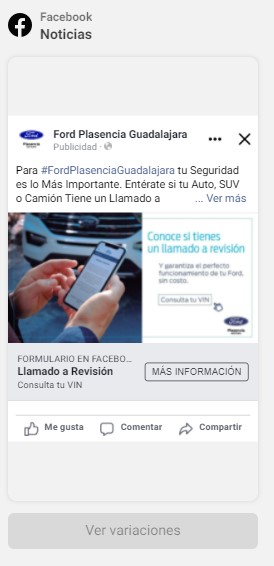 Facebook
Noticias
Ford Plasencia Guadalajara
Publicidad ·
Para #FordPlasenciaGuadalajara tu Seguridad
es lo Más Importante. Entérate si tu Auto, SUV
o Camión Tiene un Llamado a ... Ver más
Conoce si tienes
un llamado a revisión
Y garantiza el perfecto
funcionamiento de tu Ford,
sin costo.
Consulta tu VIN
Ford
FORMULARIO EN FACEBO...
Llamado a Revisión
Consulta tu VIN
MÁS INFORMACIÓN
Me gusta
Comentar
Compartir
Ver variaciones